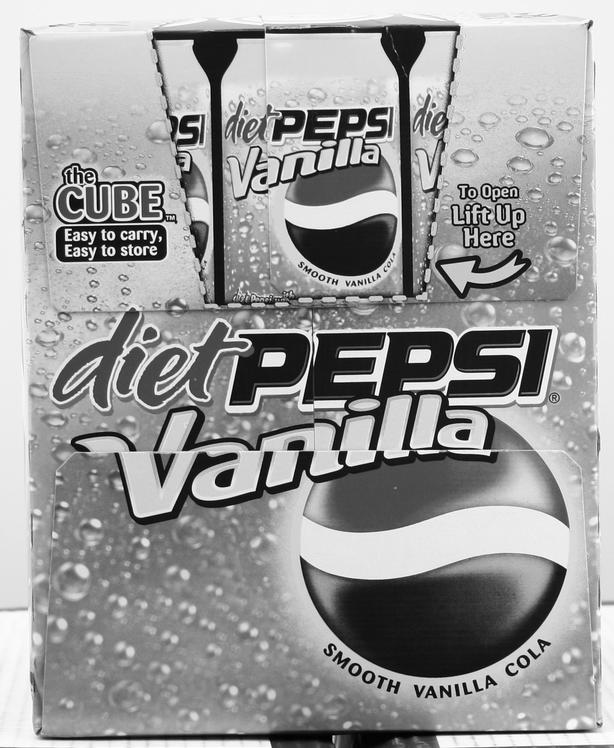 diet PEPSI
Vanilla
SMOOTH VANILLA COLA
the
CUBE™
Easy to carry,
Easy to store
To Open
Lift Up
Here
diet PEPSI®
Vanilla
SMOOTH VANILLA COLA